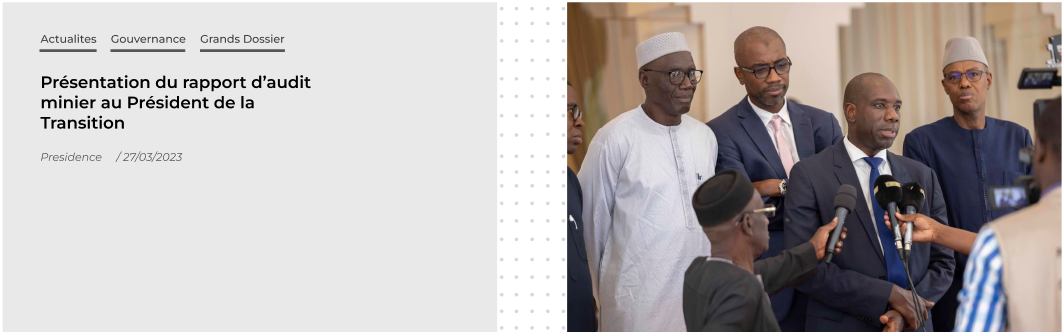 Actualites Gouvernance Grands Dossier
Présentation du rapport d’audit
minier au Président de la
Transition
Presidence / 27/03/2023